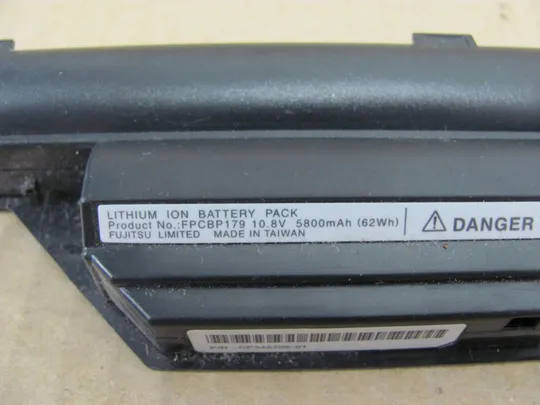 LITHIUM ION BATTERY PACK
Product No.:FPCBP179 10.8V 5800mAh (62Wh)
FUJITSU LIMITED MADE IN TAIWAN
⚠ DANGER